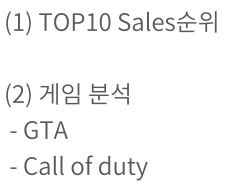 (1) TOP10 Sales순위
(2) 게임 분석
- GTA
- Call of duty